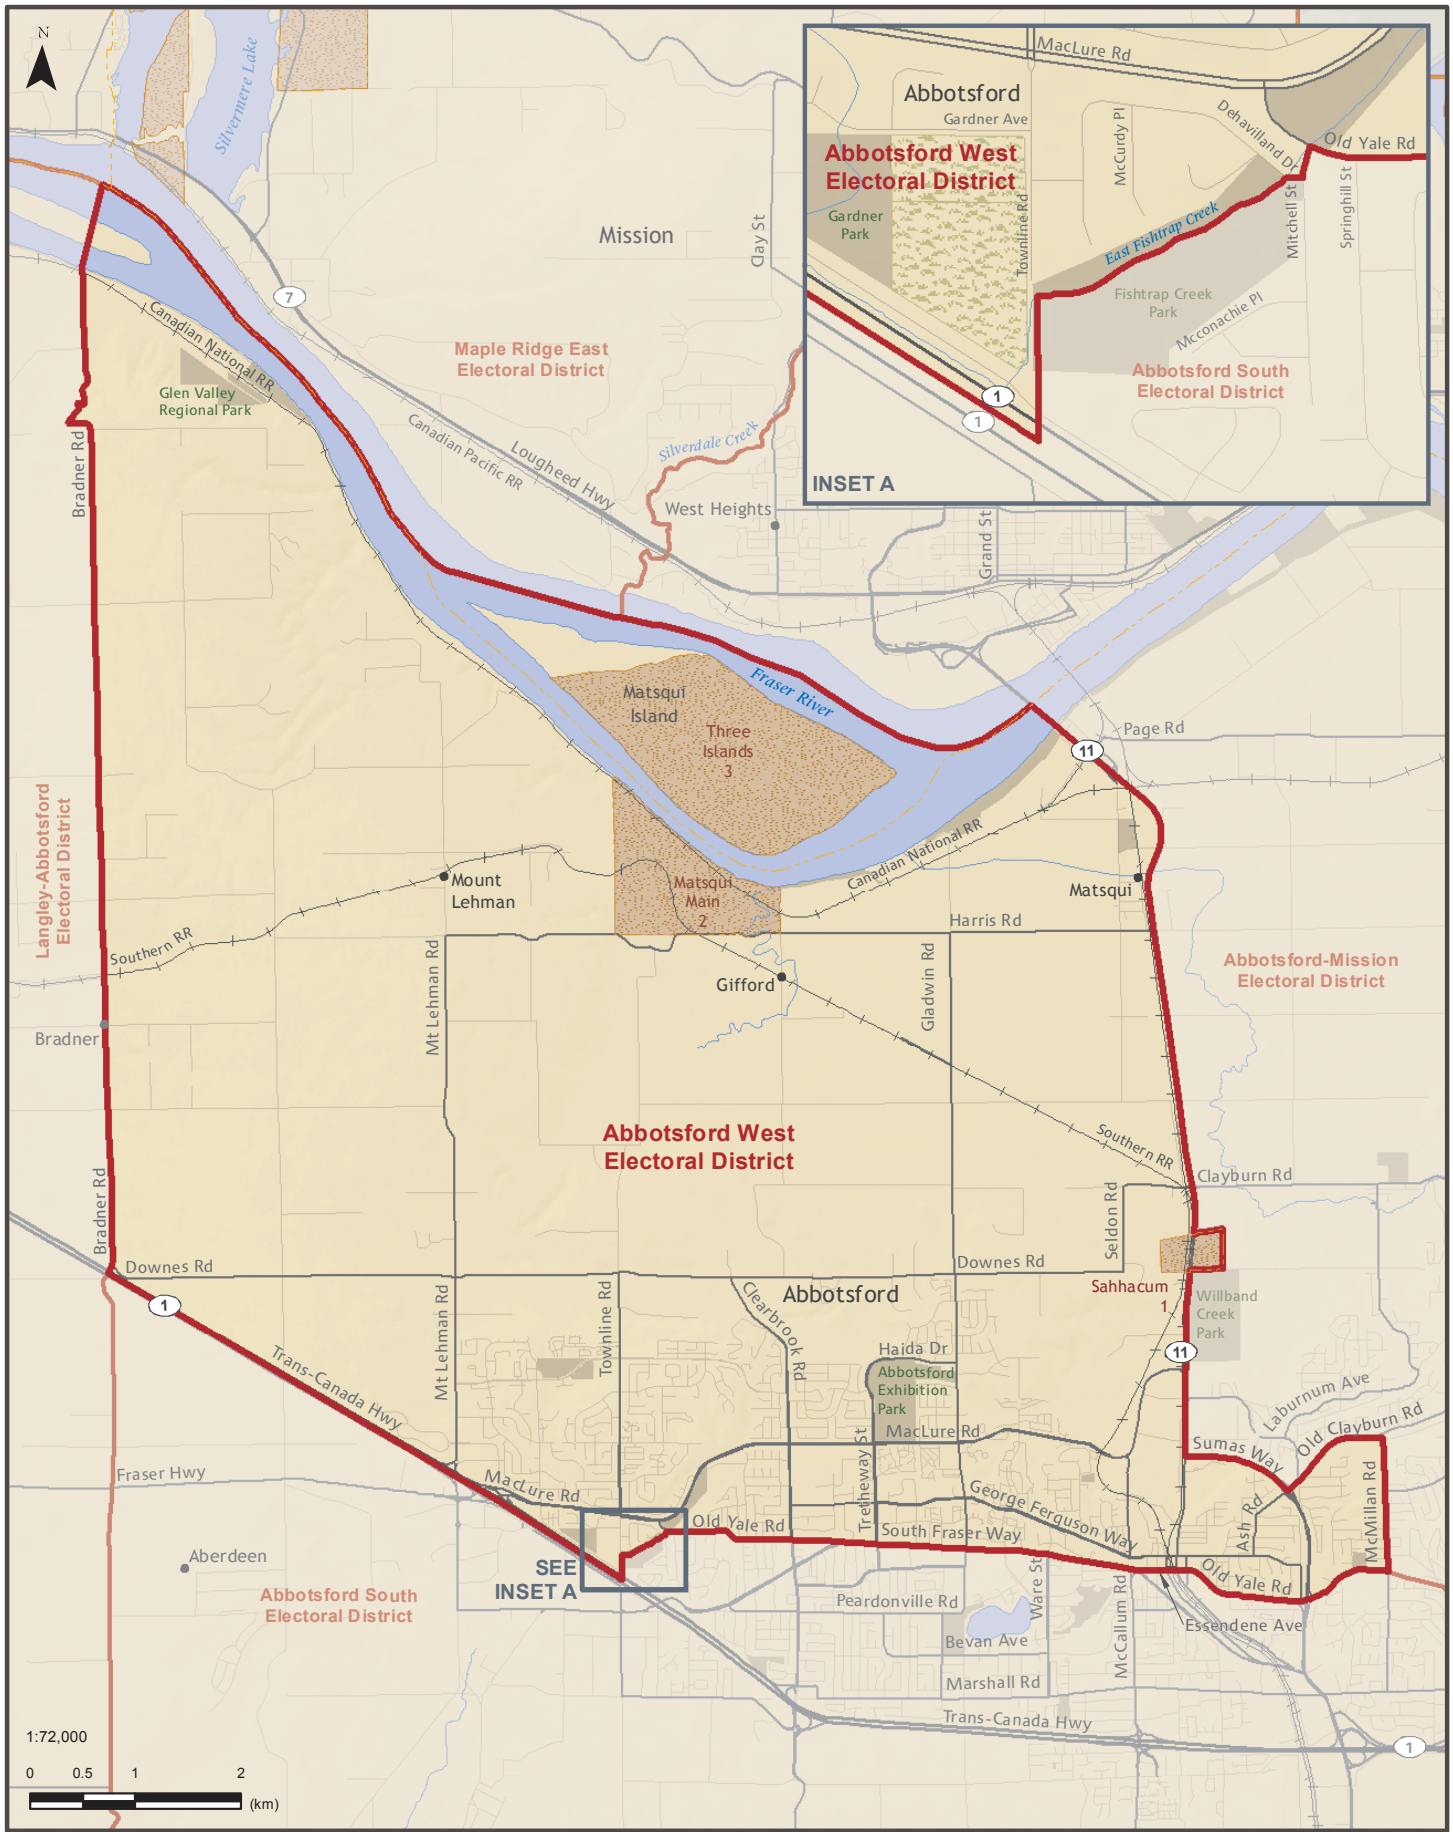 N
Silvermere Lake
MacLure Rd
Abbotsford
Gardner Ave
McCurdy Pl
Dehavilland Dr
Old Yale Rd
Abbotsford West
Electoral District
Gardner
Park
Townline Rd
East Fishtrap Creek
Mitchell St
Springhill St
Fishtrap Creek
Park
Mcconachie Pl
Abbotsford South
Electoral District
1
1
INSET A
Mission
Clay St
7
Canadian National RR
Maple Ridge East
Electoral District
Glen Valley
Regional Park
Bradner Rd
Canadian Pacific RR
Lougheed Hwy
Silverdale Creek
West Heights
Grand St
Matsqui
Island
Fraser River
Three
Islands
3
Page Rd
11
Langley-Abbotsford
Electoral District
Canadian National RR
Mount
Lehman
Matsqui
Main
2
Matsqui
Harris Rd
Southern RR
Mt Lehman Rd
Gifford
Gladwin Rd
Abbotsford-Mission
Electoral District
Bradner
Abbotsford West
Electoral District
Southern RR
Clayburn Rd
Bradner Rd
Seldon Rd
Downes Rd
Downes Rd
Abbotsford
Sahhacum
1
Willband
Creek
Park
1
Mt Lehman Rd
Townline Rd
Clearbrook Rd
Trans-Canada Hwy
Haida Dr
Abbotsford
Exhibition
Park
11
Laburnum Ave
Old Clayburn Rd
MacLure Rd
Sumas Way
Fraser Hwy
MacLure Rd
Tretheway St
George Ferguson Way
Ash Rd
McMillan Rd
Old Yale Rd
South Fraser Way
Aberdeen
SEE
INSET A
Old Yale Rd
Abbotsford South
Electoral District
Peardonville Rd
Ware St
McCallum Rd
Essendene Ave
Bevan Ave
Marshall Rd
Trans-Canada Hwy
1
1:72,000
0 0.5 1 2
(km)